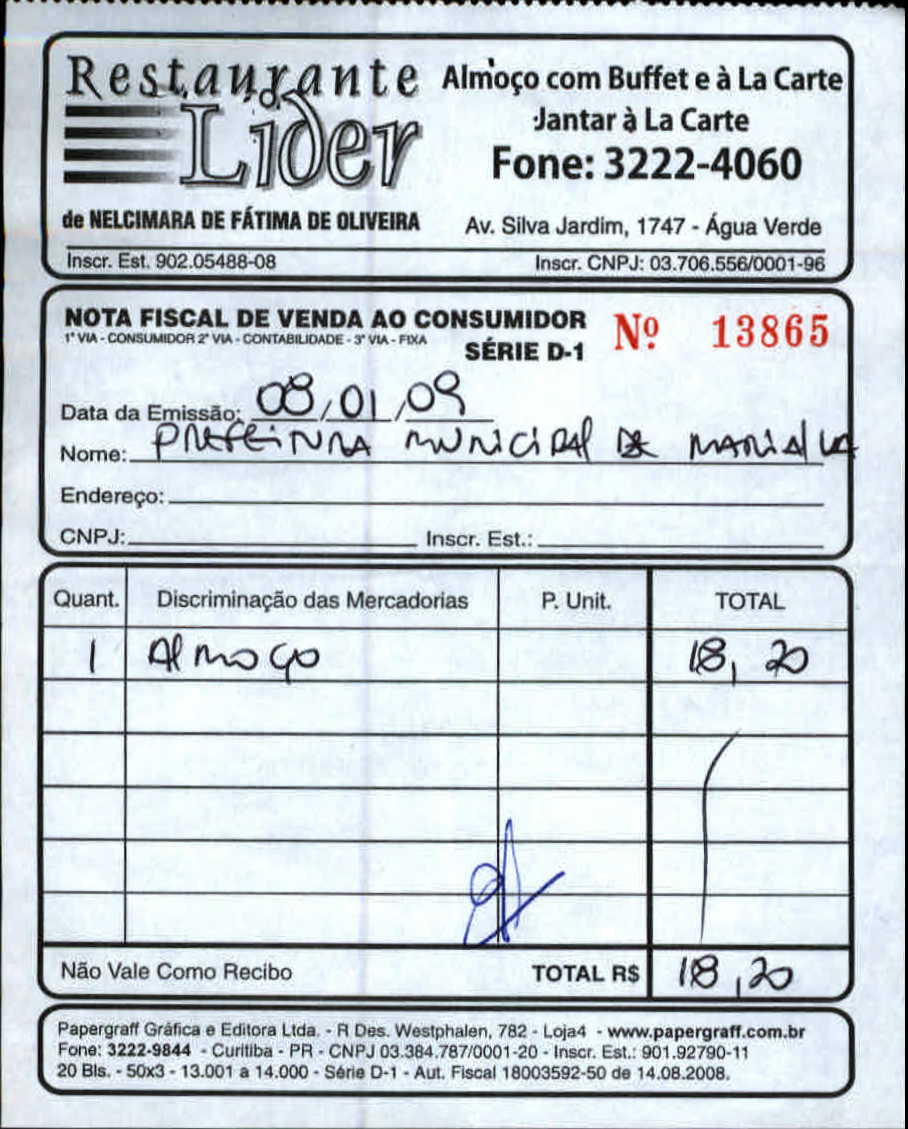 Restaurante Almoço com Buffet e à La Carte
Lider Jantar à La Carte
Fone: 3222-4060
de NELCIMARA DE FÁTIMA DE OLIVEIRA Av. Silva Jardim, 1747 - Água Verde
Inscr. Est. 902.05488-08 Inscr. CNPJ: 03.706.556/0001-96
NOTA FISCAL DE VENDA AO CONSUMIDOR Nº 13865
1ª VIA - CONSUMIDOR 2ª VIA - CONTABILIDADE - 3ª VIA - FIXA
SÉRIE D-1
Data da Emissão: 08/01/09
Nome: PREFEITURA MUNICIPAL DE MARIALVA
Endereço:
CNPJ: Inscr. Est.:
Quant. Discriminação das Mercadorias P. Unit. TOTAL
1 Almoço 18,20
Não Vale Como Recibo TOTAL R$ 18,20
Papergraff Gráfica e Editora Ltda. - R Des. Westphalen, 782 - Loja4 - www.papergraff.com.br
Fone: 3222-9844 - Curitiba - PR - CNPJ 03.384.787/0001-20 - Inscr. Est.: 901.92790-11
20 Bls. - 50x3 - 13.001 a 14.000 - Série D-1 - Aut. Fiscal 18003592-50 de 14.08.2008.